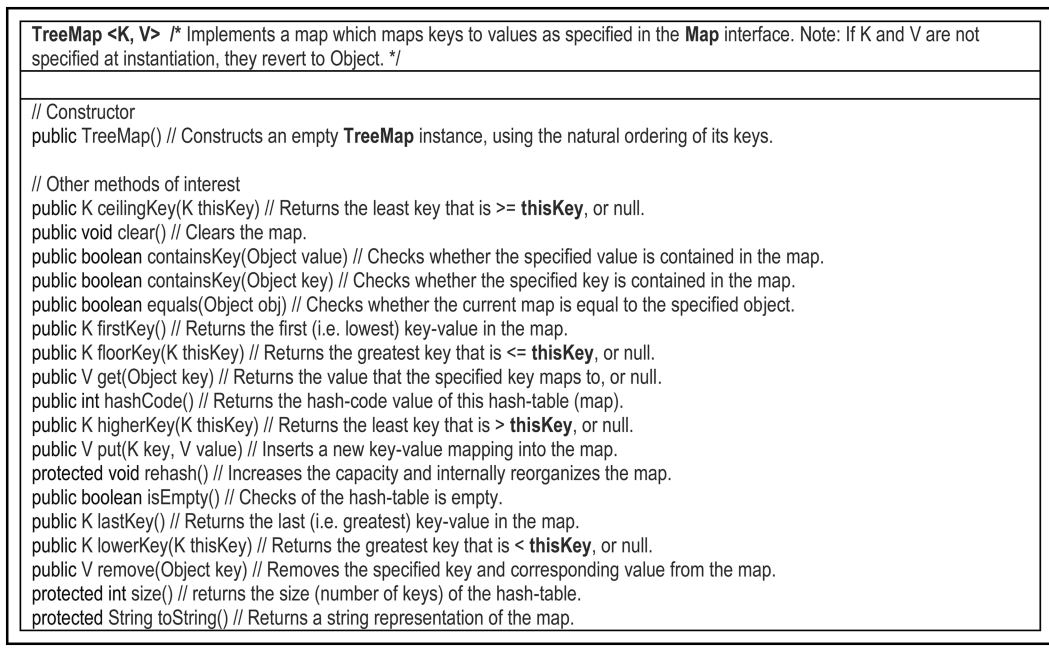 TreeMap <K, V> /* Implements a map which maps keys to values as specified in the Map interface. Note: If K and V are not
specified at instantiation, they revert to Object. */
// Constructor
public TreeMap() // Constructs an empty TreeMap instance, using the natural ordering of its keys.
// Other methods of interest
public K ceilingKey(K thisKey) // Returns the least key that is >= thisKey, or null.
public void clear() // Clears the map.
public boolean containsKey(Object value) // Checks whether the specified value is contained in the map.
public boolean containsKey(Object key) // Checks whether the specified key is contained in the map.
public boolean equals(Object obj) // Checks whether the current map is equal to the specified object.
public K firstKey() // Returns the first (i.e. lowest) key-value in the map.
public K floorKey(K thisKey) // Returns the greatest key that is <= thisKey, or null.
public V get(Object key) // Returns the value that the specified key maps to, or null.
public int hashCode() // Returns the hash-code value of this hash-table (map).
public K higherKey(K thisKey) // Returns the least key that is > thisKey, or null.
public V put(K key, V value) // Inserts a new key-value mapping into the map.
protected void rehash() // Increases the capacity and internally reorganizes the map.
public boolean isEmpty() // Checks of the hash-table is empty.
public K lastKey() // Returns the last (i.e. greatest) key-value in the map.
public K lowerKey(K thisKey) // Returns the greatest key that is < thisKey, or null.
public V remove(Object key) // Removes the specified key and corresponding value from the map.
protected int size() // returns the size (number of keys) of the hash-table.
protected String toString() // Returns a string representation of the map.